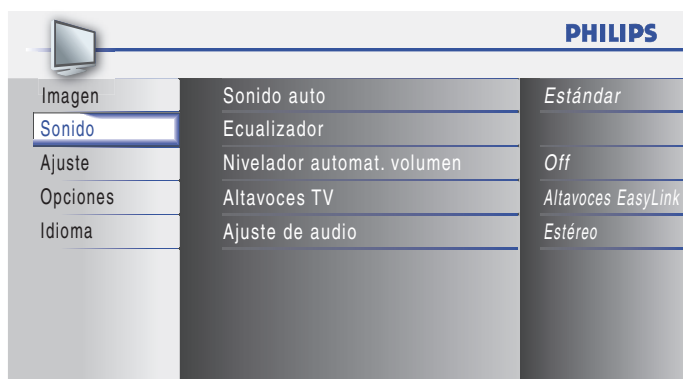 PHILIPS
Imagen
Sonido auto
Estándar
Sonido
Ecualizador
Ajuste
Nivelador automat. volumen
Off
Opciones
Altavoces TV
Altavoces EasyLink
Idioma
Ajuste de audio
Estéreo